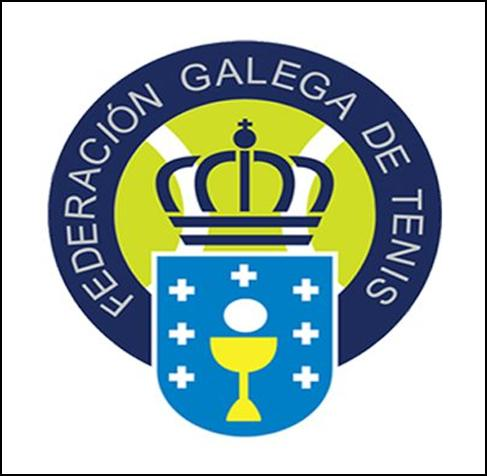 FEDERACIÓN GALEGA DE TENIS